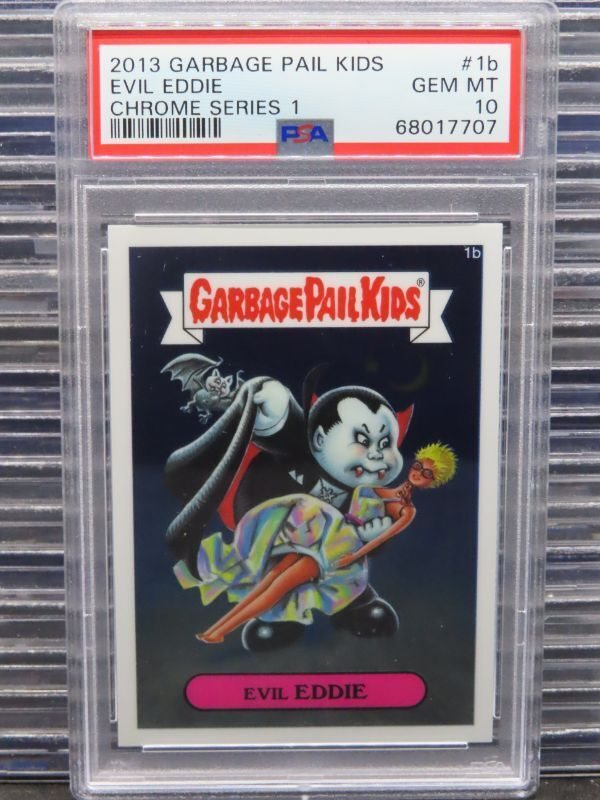 2013 GARBAGE PAIL KIDS #1b
EVIL EDDIE GEM MT
CHROME SERIES 1 10
PSA 68017707
1b
GARBAGE PAIL KIDS®
EVIL EDDIE
PSA